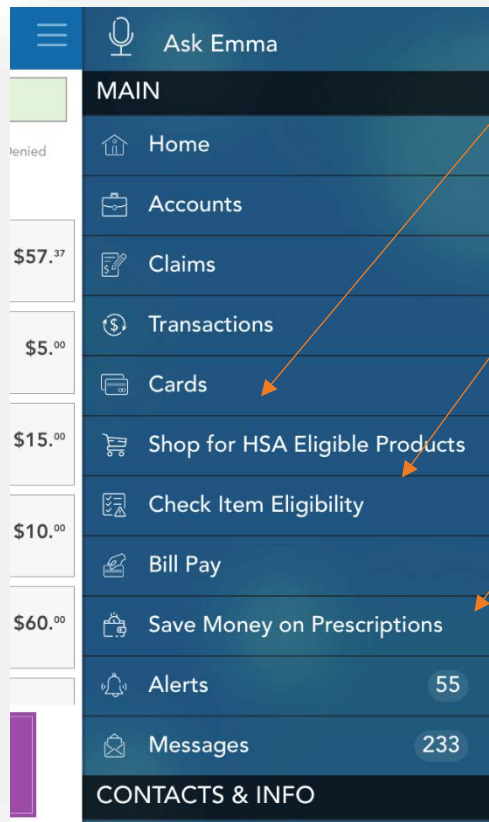 Ask Emma
MAIN
Home
Denied
Accounts
$57.37
Claims
Transactions
$5.00
Cards
$15.00
Shop for HSA Eligible Products
Check Item Eligibility
$10.00
Bill Pay
$60.00
Save Money on Prescriptions
Alerts 55
Messages 233
CONTACTS & INFO